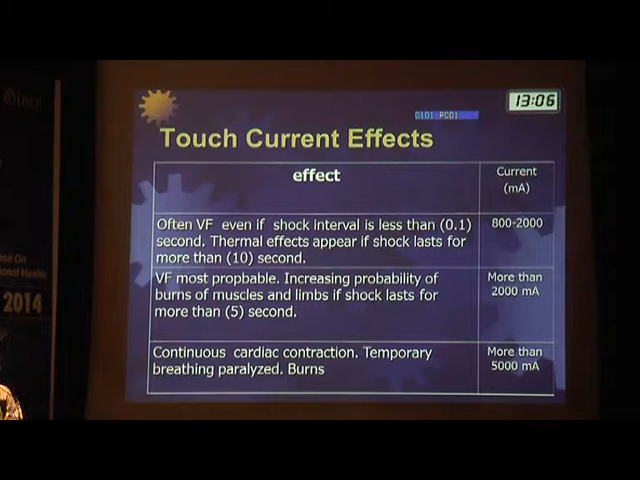 13:06
0101 PC01
Touch Current Effects
effect
Current
(mA)
Often VF even if shock interval is less than (0.1)
second. Thermal effects appear if shock lasts for
more than (10) second.
800-2000
VF most propbable. Increasing probability of
burns of muscles and limbs if shock lasts for
more than (5) second.
More than
2000 mA
Continuous cardiac contraction. Temporary
breathing paralyzed. Burns
More than
5000 mA
2014